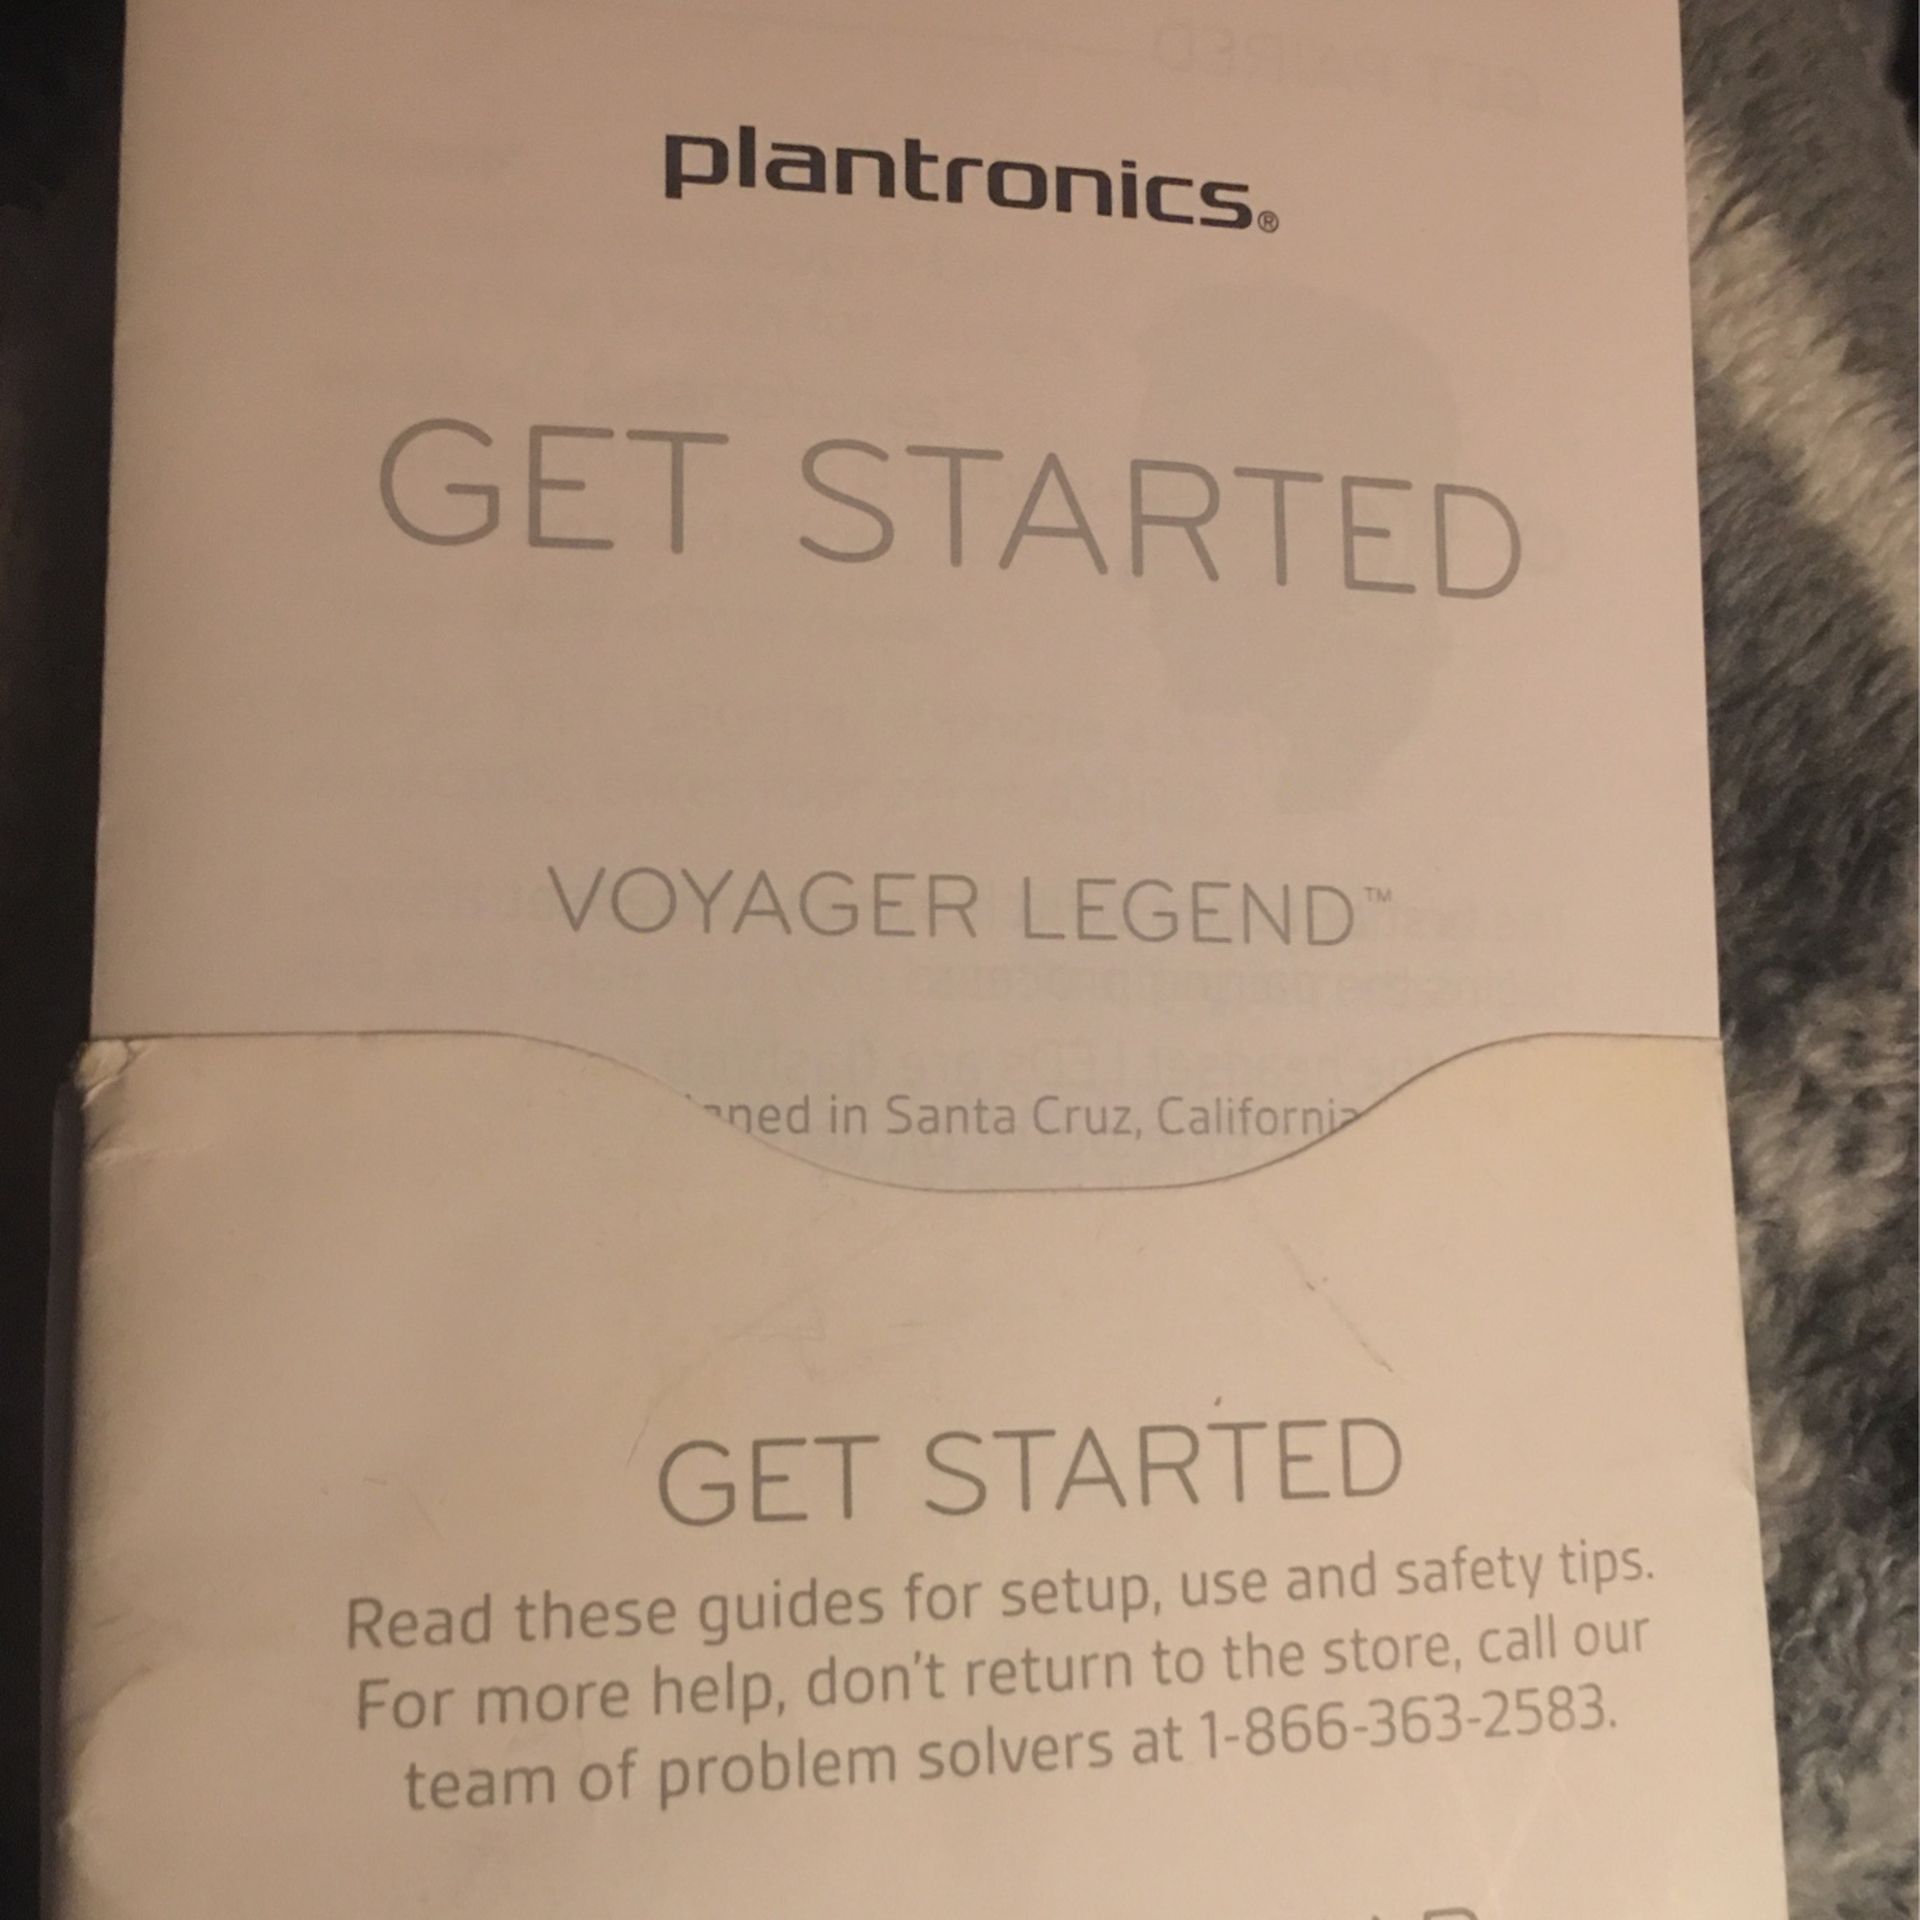 plantronics®
GET STARTED
VOYAGER LEGEND™
in Santa Cruz, California
GET STARTED
Read these guides for setup, use and safety tips.
For more help, don't return to the store, call our
team of problem solvers at 1-866-363-2583.